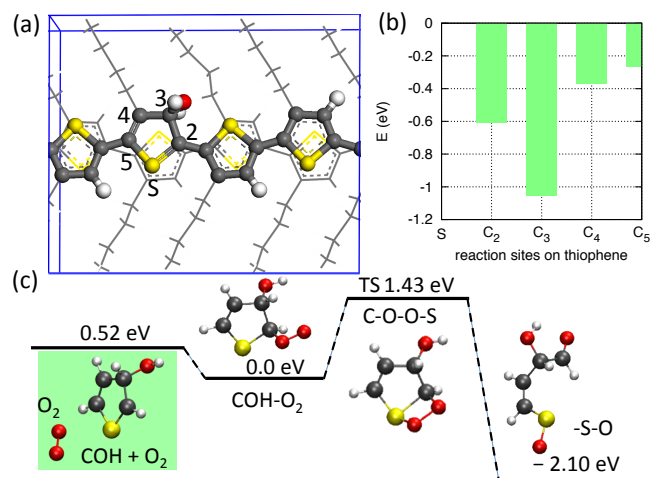 (a)
3
4
2
5
S
(b)
E (eV)
0
-0.2
-0.4
-0.6
-0.8
-1
-1.2
S C2 C3 C4 C5
reaction sites on thiophene
(c)
0.52 eV
O2
COH + O2
0.0 eV
COH-O2
TS 1.43 eV
C-O-O-S
-S-O
− 2.10 eV